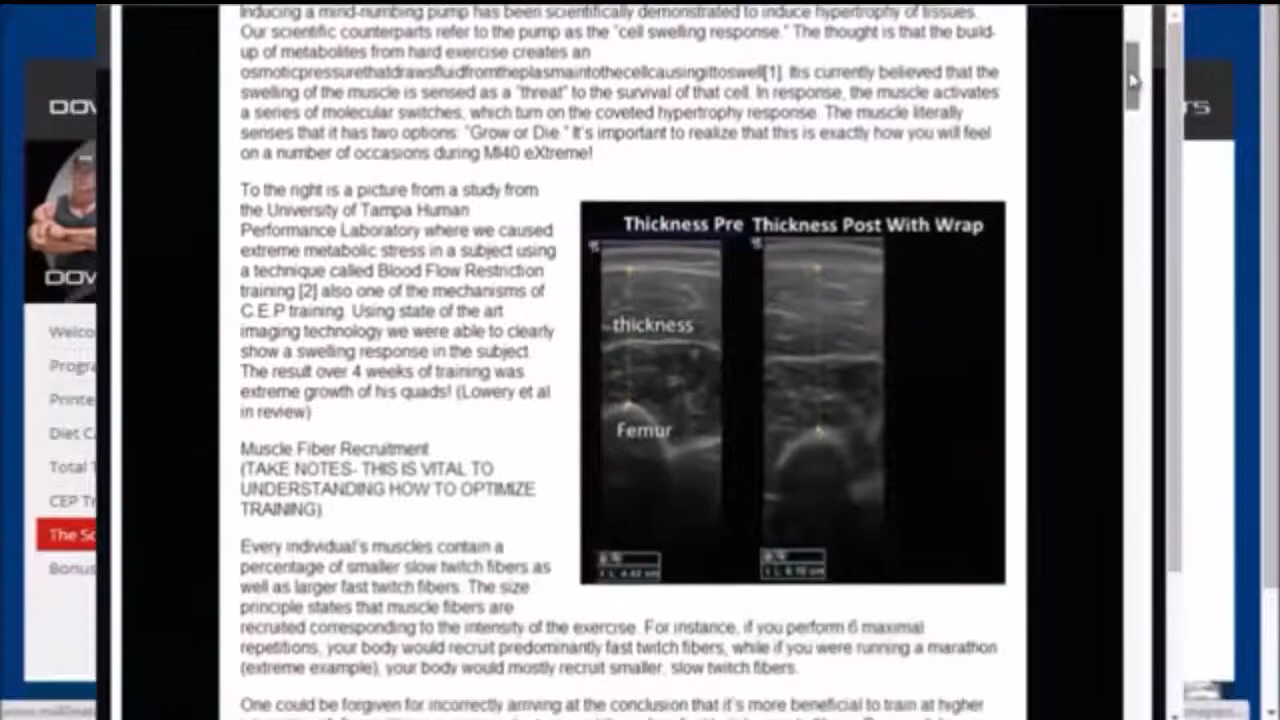 Inducing a mind-numbing pump has been scientifically demonstrated to induce hypertrophy of tissues.
Our scientific counterparts refer to the pump as the "cell swelling response." The thought is that the build-
up of metabolites from hard exercise creates an
osmoticpressurethatdrawsfluidfromtheplasmaintothecellcausingittoswell[1]. Itis currently believed that the
swelling of the muscle is sensed as a "threat" to the survival of that cell. In response, the muscle activates
a series of molecular switches, which turn on the coveted hypertrophy response. The muscle literally
senses that it has two options: "Grow or Die." It's important to realize that this is exactly how you will feel
on a number of occasions during MI40 eXtreme!
To the right is a picture from a study from
the University of Tampa Human
Performance Laboratory where we caused
extreme metabolic stress in a subject using
a technique called Blood Flow Restriction
training [2] also one of the mechanisms of
C.E.P training. Using state of the art
imaging technology we were able to clearly
show a swelling response in the subject.
The result over 4 weeks of training was
extreme growth of his quads! (Lowery et al
in review)
Thickness Pre Thickness Post With Wrap
thickness
Femur
Muscle Fiber Recruitment
(TAKE NOTES- THIS IS VITAL TO
UNDERSTANDING HOW TO OPTIMIZE
TRAINING)
Every individual's muscles contain a
percentage of smaller slow twitch fibers as
well as larger fast twitch fibers. The size
principle states that muscle fibers are
recruited corresponding to the intensity of the exercise. For instance, if you perform 6 maximal
repetitions, your body would recruit predominantly fast twitch fibers, while if you were running a marathon
(extreme example), your body would mostly recruit smaller, slow twitch fibers.
One could be forgiven for incorrectly arriving at the conclusion that it's more beneficial to train at higher
DOW
DOW
Welco
Progra
Printe
Diet C
Total T
CEP Tr
The Sc
Bonus
TS